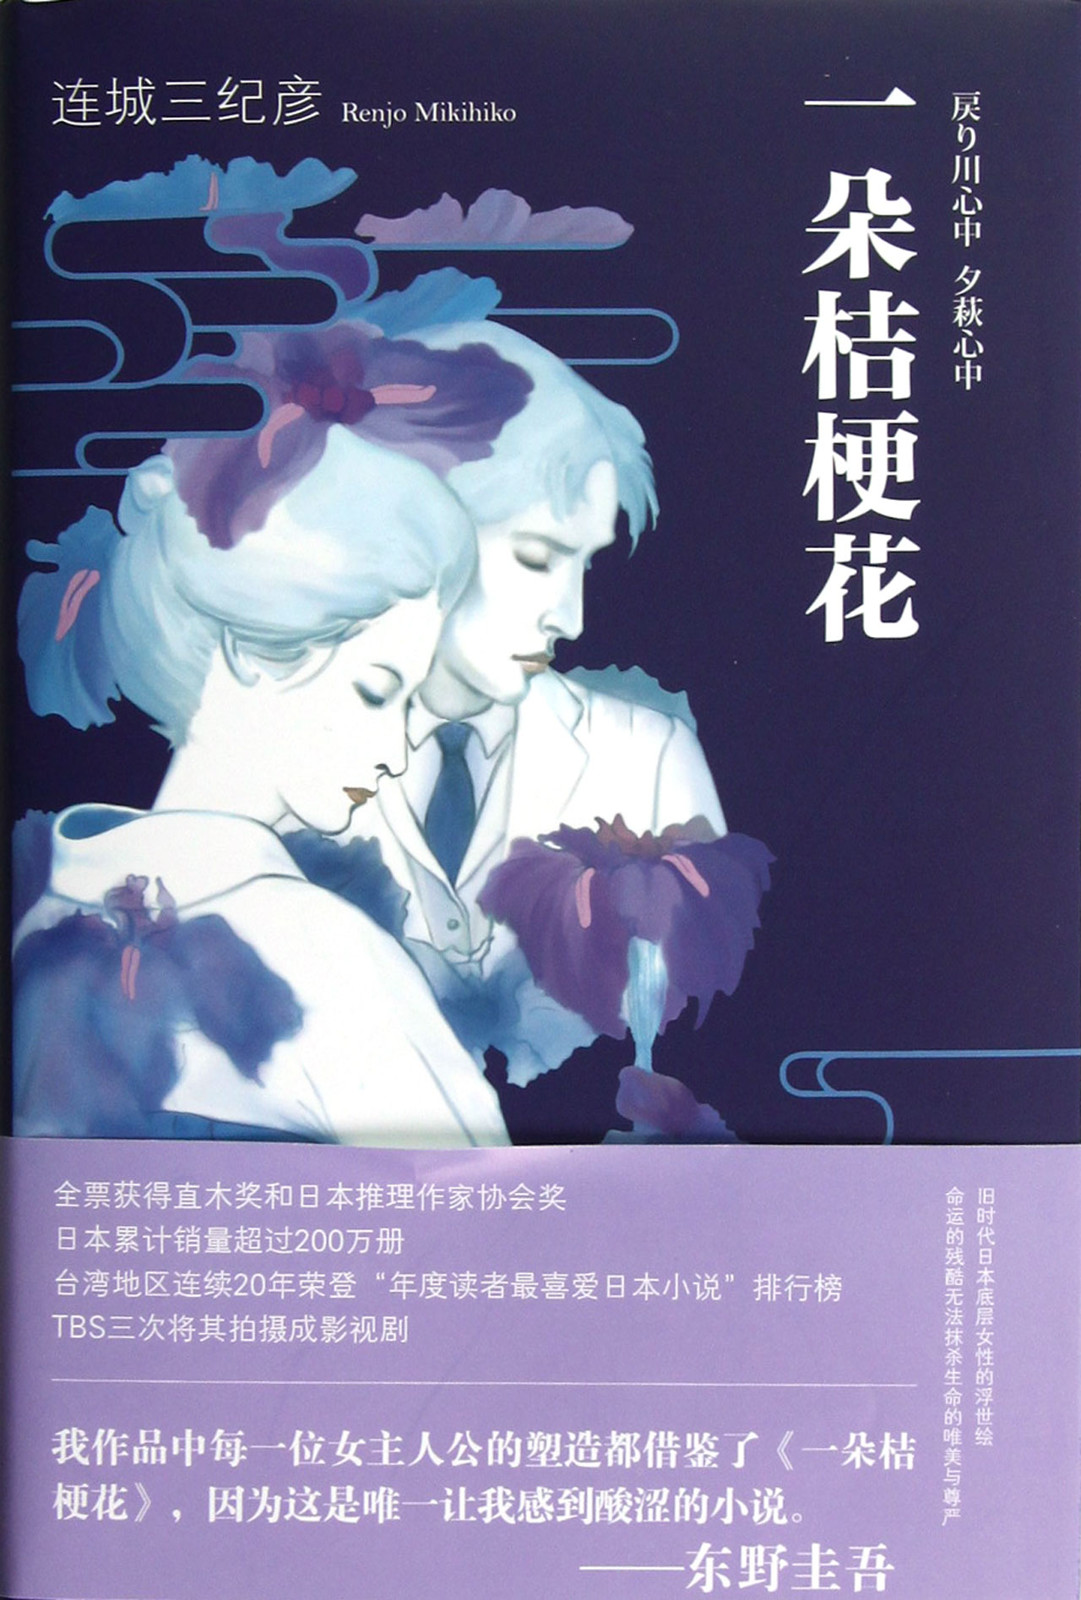 连城三纪彦 Renjo Mikihiko
戻り川心中 夕萩心中
一朵桔梗花
全票获得直木奖和日本推理作家协会奖
日本累计销量超过200万册
台湾地区连续20年荣登“年度读者最喜爱日本小说”排行榜
TBS三次将其拍摄成影视剧
旧时代日本底层女性的浮世绘
命运的残酷无法抹杀生命的唯美与尊严
我作品中每一位女主人公的塑造都借鉴了《一朵桔
梗花》，因为这是唯一让我感到酸涩的小说。
——东野圭吾